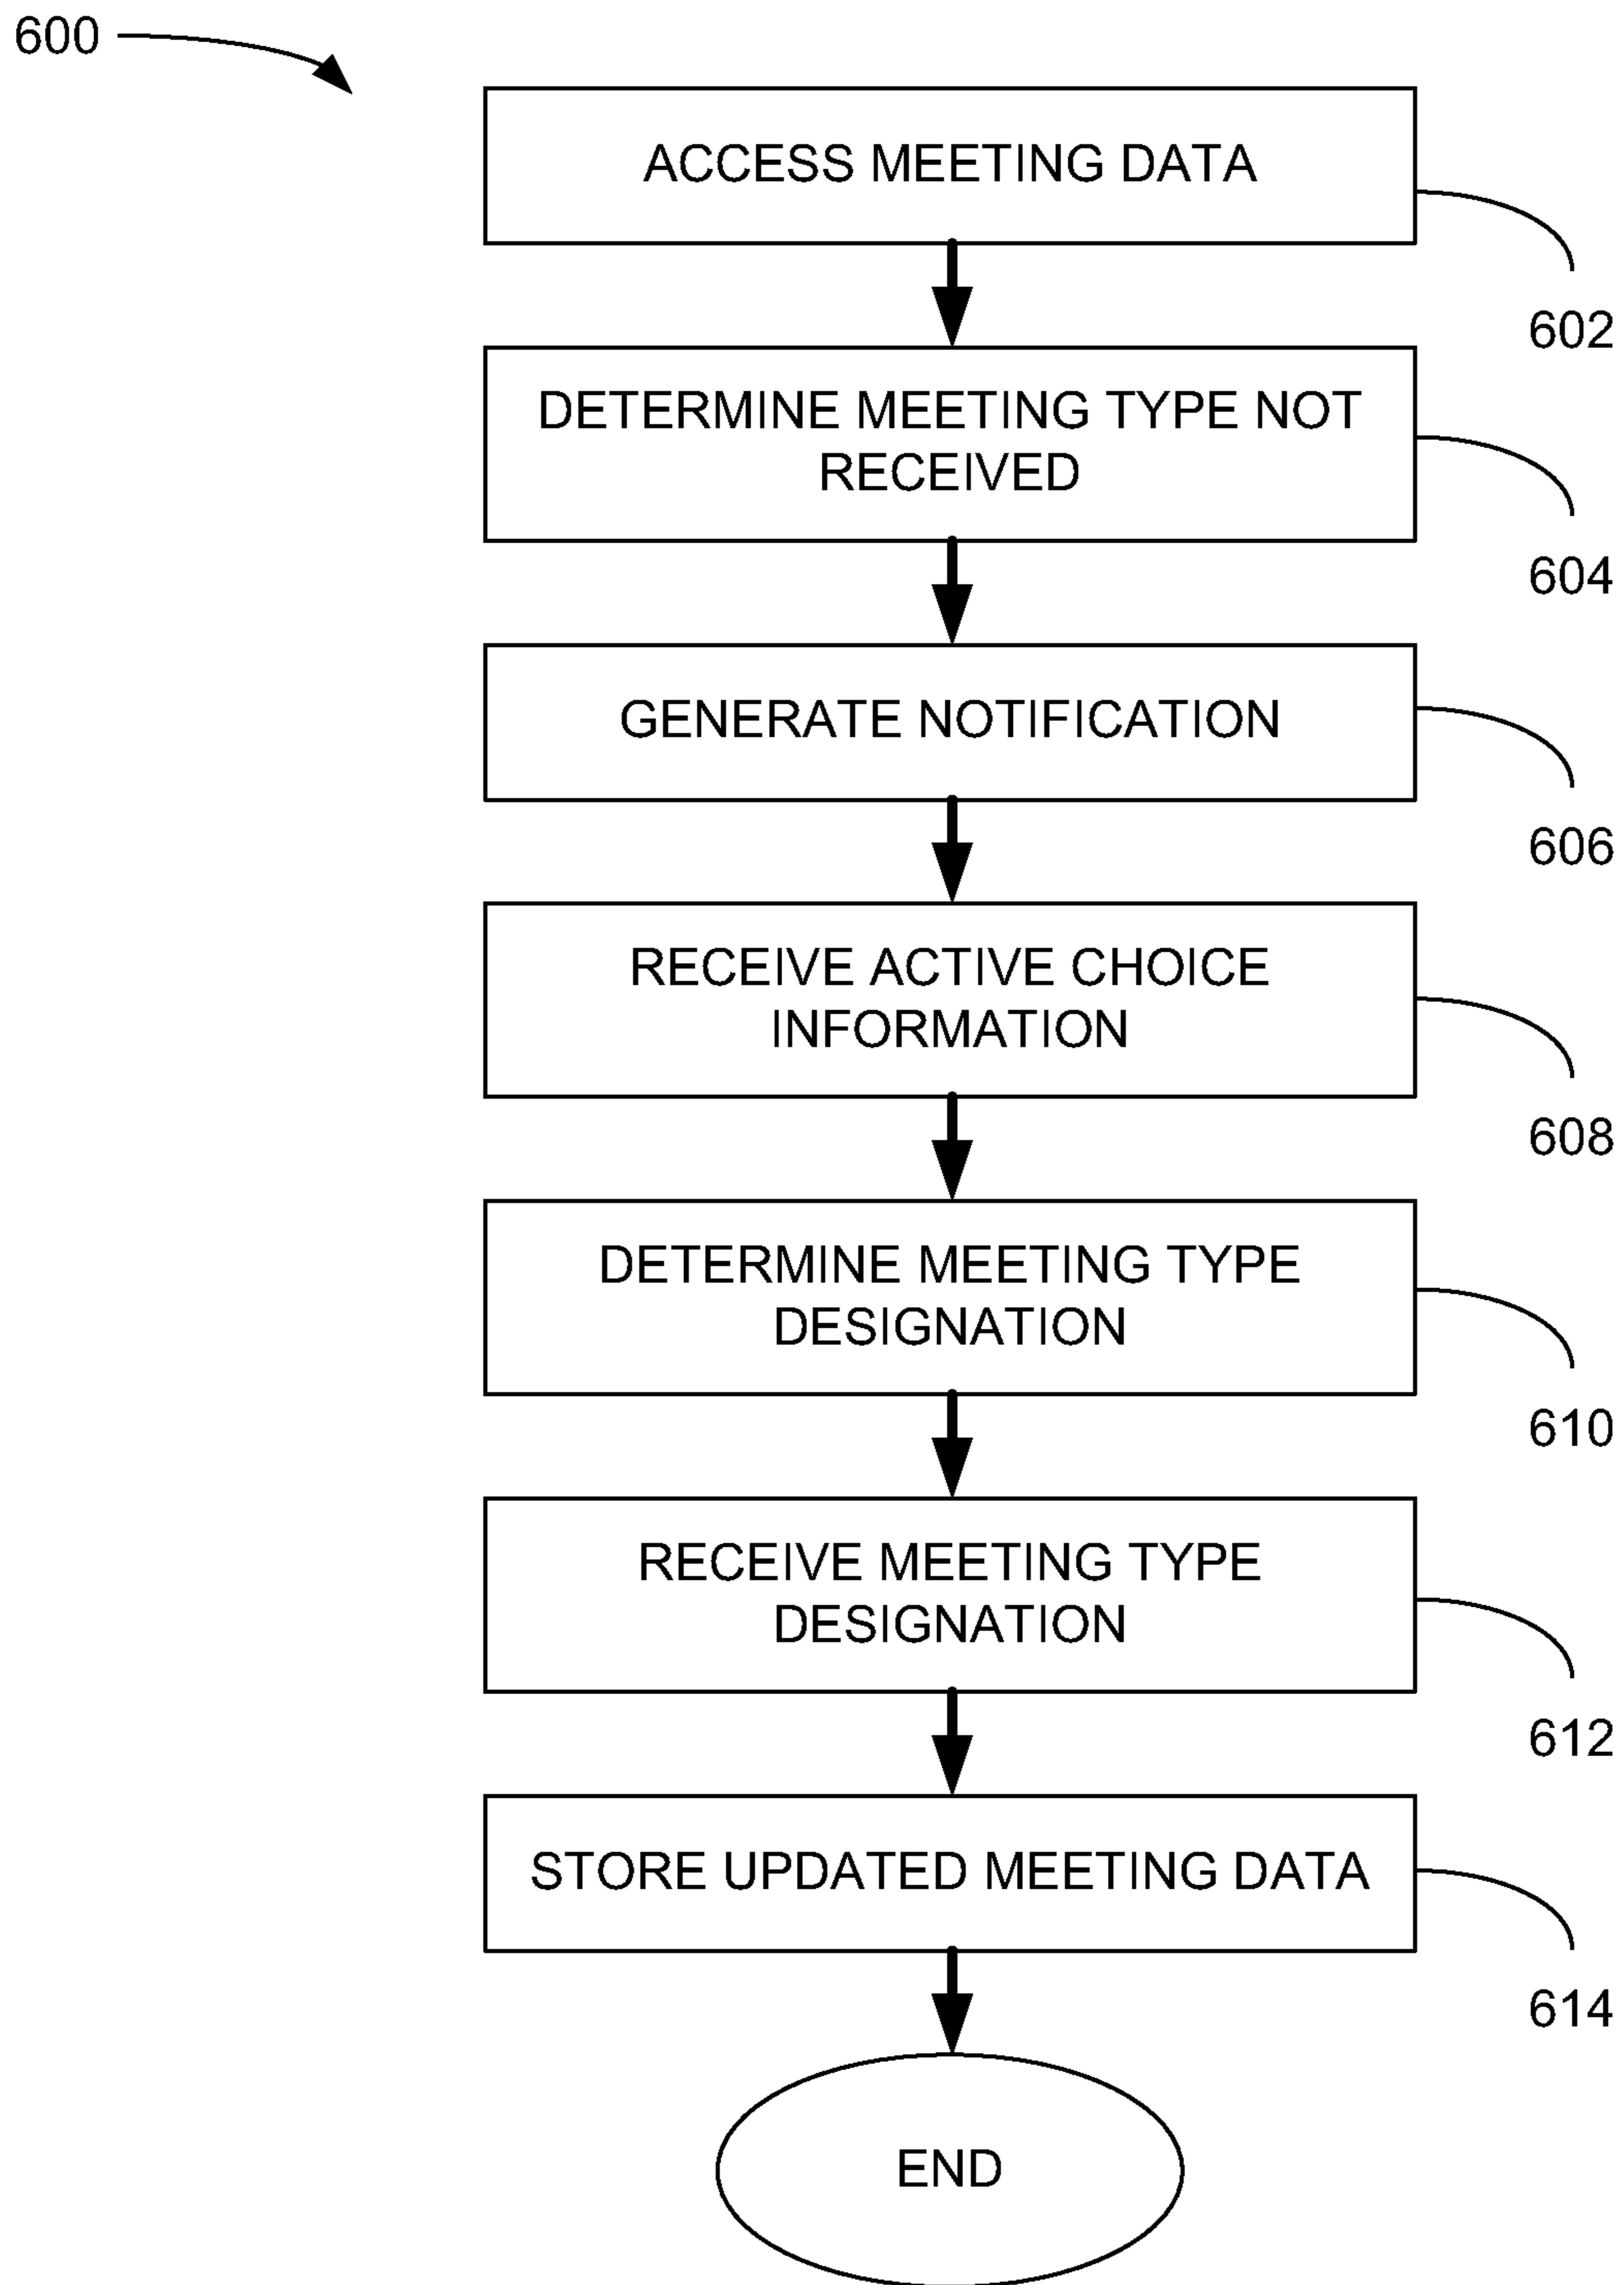 600
ACCESS MEETING DATA
602
DETERMINE MEETING TYPE NOT
RECEIVED
604
GENERATE NOTIFICATION
606
RECEIVE ACTIVE CHOICE
INFORMATION
608
DETERMINE MEETING TYPE
DESIGNATION
610
RECEIVE MEETING TYPE
DESIGNATION
612
STORE UPDATED MEETING DATA
614
END